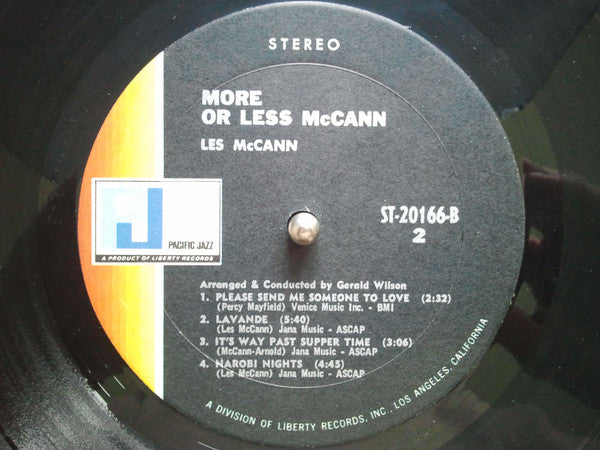 STEREO
MORE
OR LESS McCANN
LES McCANN
J
PACIFIC JAZZ
A PRODUCT OF LIBERTY RECORDS
ST-20166-B
2
Arranged & Conducted by Gerald Wilson
1. PLEASE SEND ME SOMEONE TO LOVE (2:32)
(Percy Mayfield) Venice Music Inc. - BMI
2. LAVANDE (5:40)
(Les McCann) Jana Music - ASCAP
3. IT'S WAY PAST SUPPER TIME (3:06)
(McCann-Arnold) Jana Music - ASCAP
4. NAROBI NIGHTS (4:45)
(Les McCann) Jana Music - ASCAP
A DIVISION OF LIBERTY RECORDS, INC., LOS ANGELES, CALIFORNIA